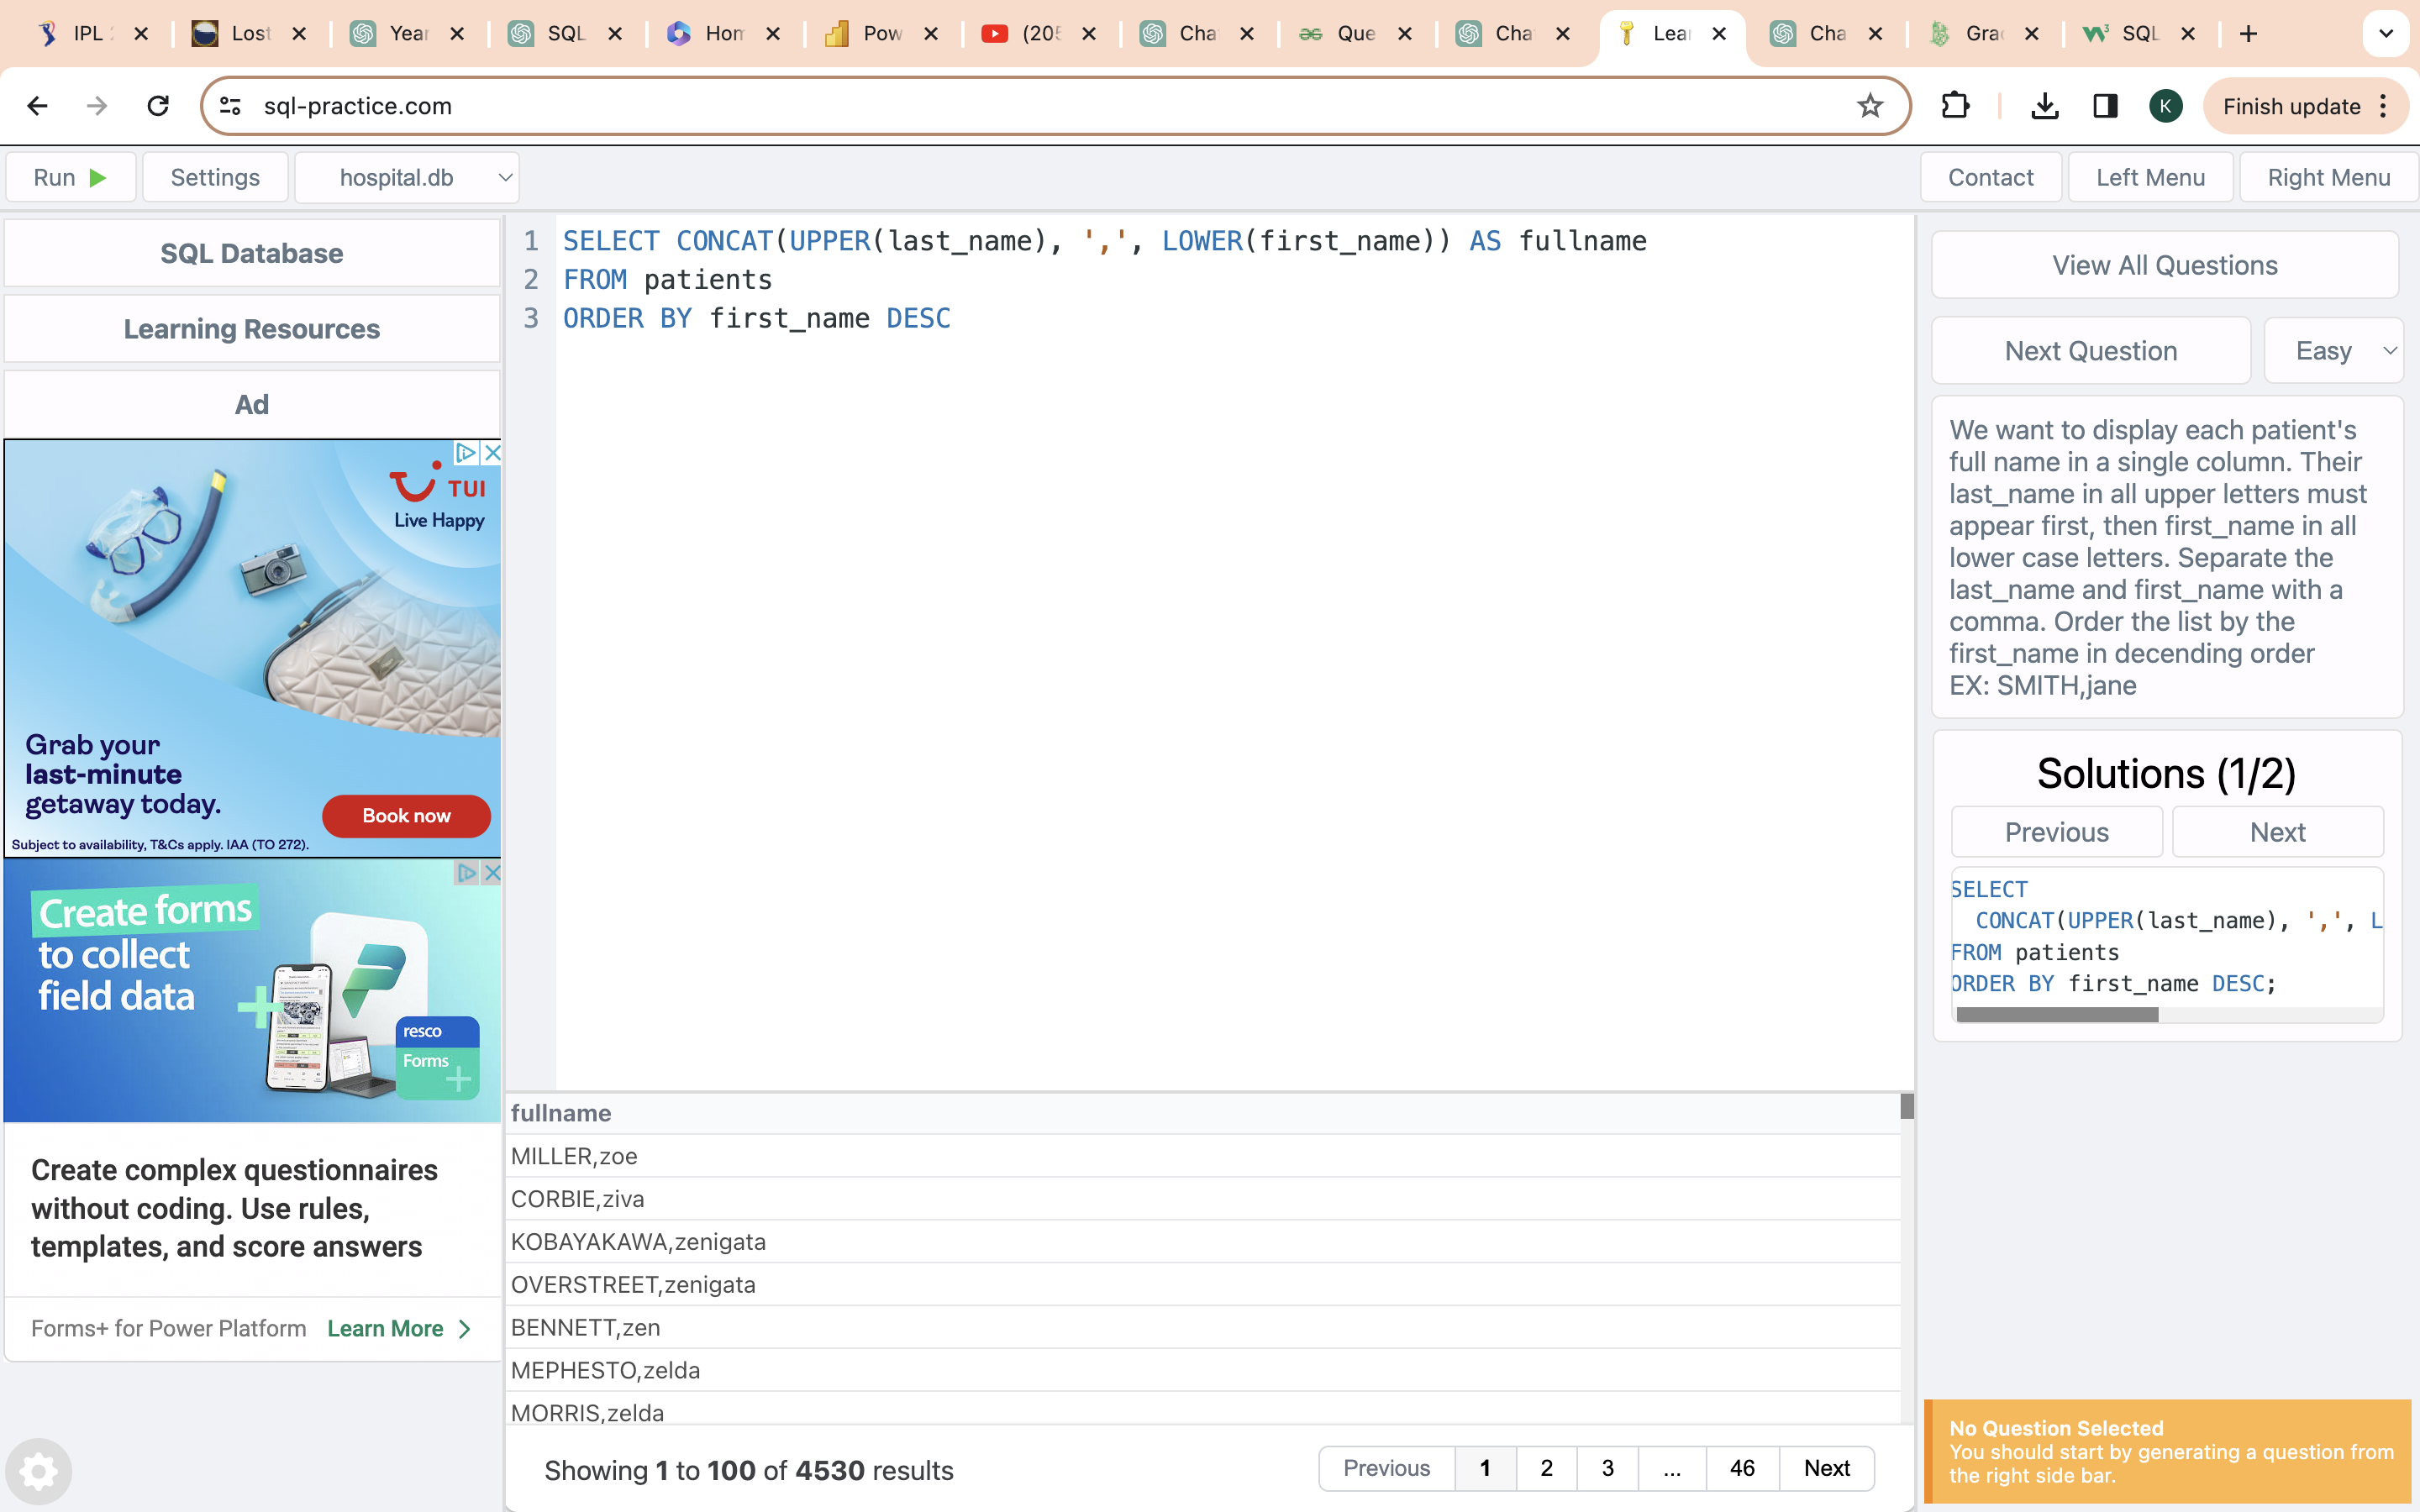 IPL
Lost
Year
SQL
Hom
Pow
(205
Cha
Que
Cha
Lear
Cha
Grac
SQL
sql-practice.com
K
Finish update
Run
Settings
hospital.db
Contact
Left Menu
Right Menu
SQL Database
Learning Resources
Ad
TUI
Live Happy
Grab your
last-minute
getaway today.
Book now
Subject to availability, T&Cs apply. IAA (TO 272).
Create forms
to collect
field data
resco
Forms
Create complex questionnaires
without coding. Use rules,
templates, and score answers
Forms+ for Power Platform Learn More
1 SELECT CONCAT(UPPER(last_name), ',', LOWER(first_name)) AS fullname
2 FROM patients
3 ORDER BY first_name DESC
fullname
MILLER,zoe
CORBIE,ziva
KOBAYAKAWA,zenigata
OVERSTREET,zenigata
BENNETT,zen
MEPHESTO,zelda
MORRIS,zelda
Showing 1 to 100 of 4530 results
Previous 1 2 3 ... 46 Next
View All Questions
Next Question
Easy
We want to display each patient's
full name in a single column. Their
last_name in all upper letters must
appear first, then first_name in all
lower case letters. Separate the
last_name and first_name with a
comma. Order the list by the
first_name in decending order
EX: SMITH,jane
Solutions (1/2)
Previous
Next
SELECT
CONCAT(UPPER(last_name), ',', L
FROM patients
ORDER BY first_name DESC;
No Question Selected
You should start by generating a question from
the right side bar.